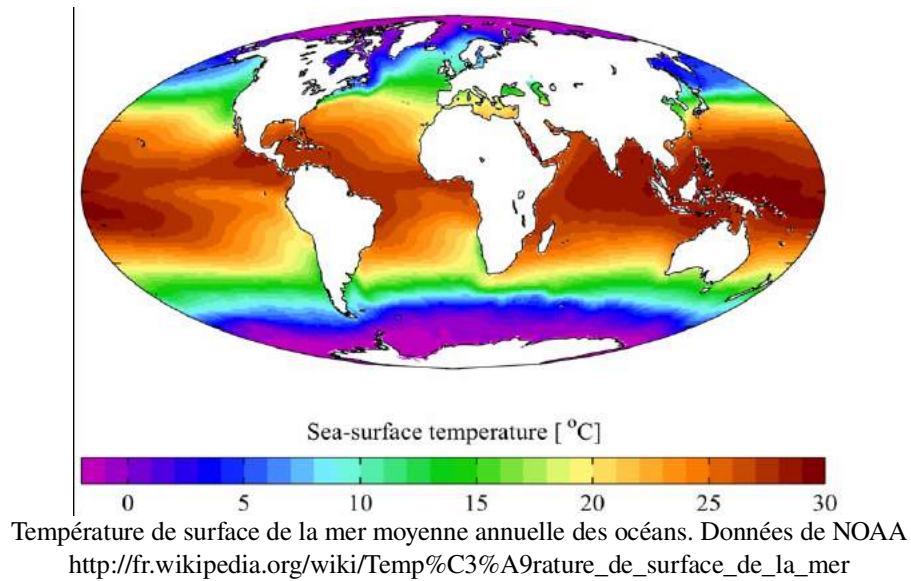 Sea-surface temperature [ °C]
0 5 10 15 20 25 30
Température de surface de la mer moyenne annuelle des océans. Données de NOAA
http://fr.wikipedia.org/wiki/Temp%C3%A9rature_de_surface_de_la_mer